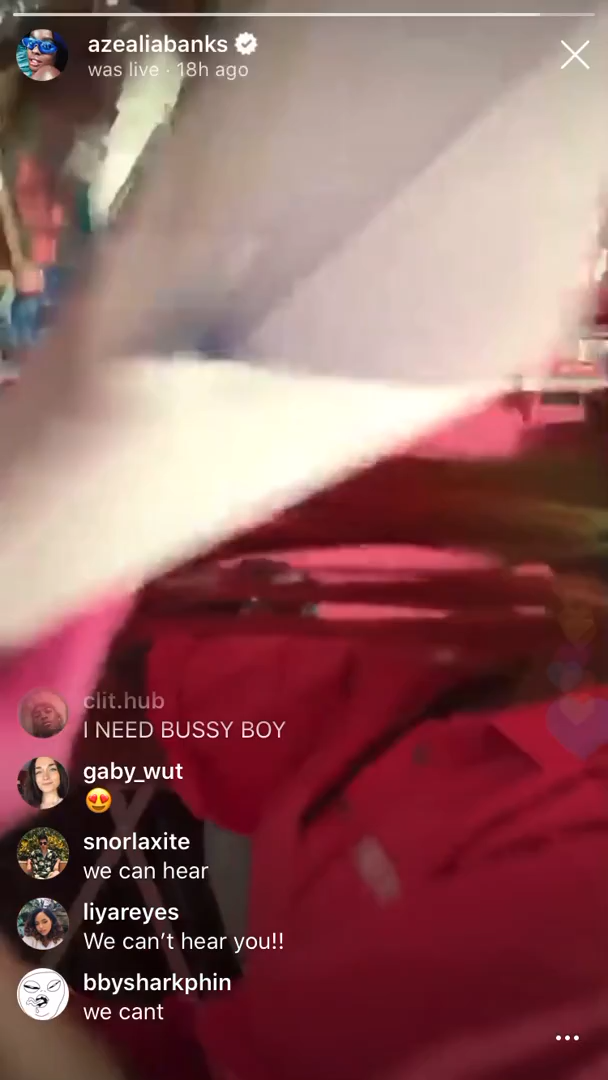 azealiabanks
was live · 18h ago
clit.hub
I NEED BUSSY BOY
gaby_wut
😍
snorlaxite
we can hear
liyareyes
We can't hear you!!
bbysharkphin
we cant